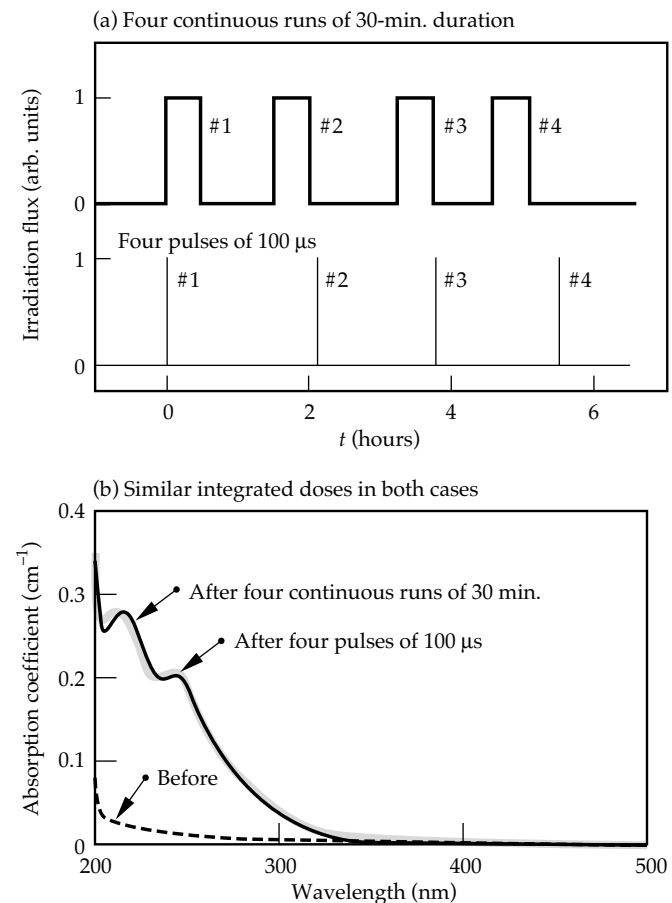 (a) Four continuous runs of 30-min. duration
Irradiation flux (arb. units)
1
#1 #2 #3 #4
0
Four pulses of 100 µs
1
#1 #2 #3 #4
0
0 2 4 6
t (hours)
(b) Similar integrated doses in both cases
Absorption coefficient (cm⁻¹)
0.4
After four continuous runs of 30 min.
0.3
After four pulses of 100 µs
0.2
0.1
Before
0
200 300 400 500
Wavelength (nm)